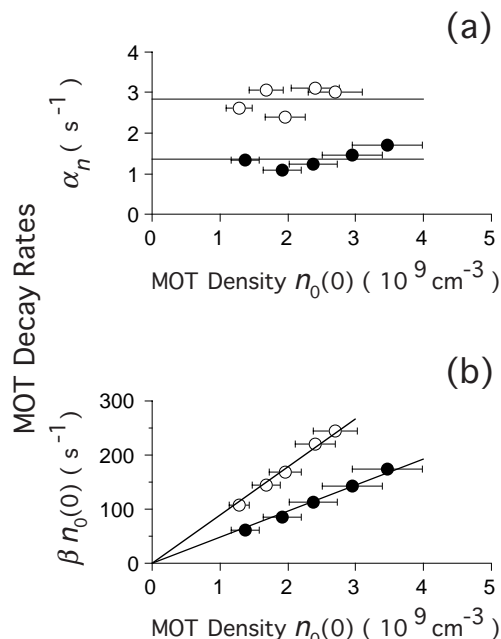 (a)
4
3
2
1
0
αn ( s−1 )
0 1 2 3 4 5
MOT Density n0(0) ( 10 9 cm−3 )
MOT Decay Rates
(b)
300
200
100
0
β n0(0) ( s−1 )
0 1 2 3 4 5
MOT Density n0(0) ( 10 9 cm−3 )